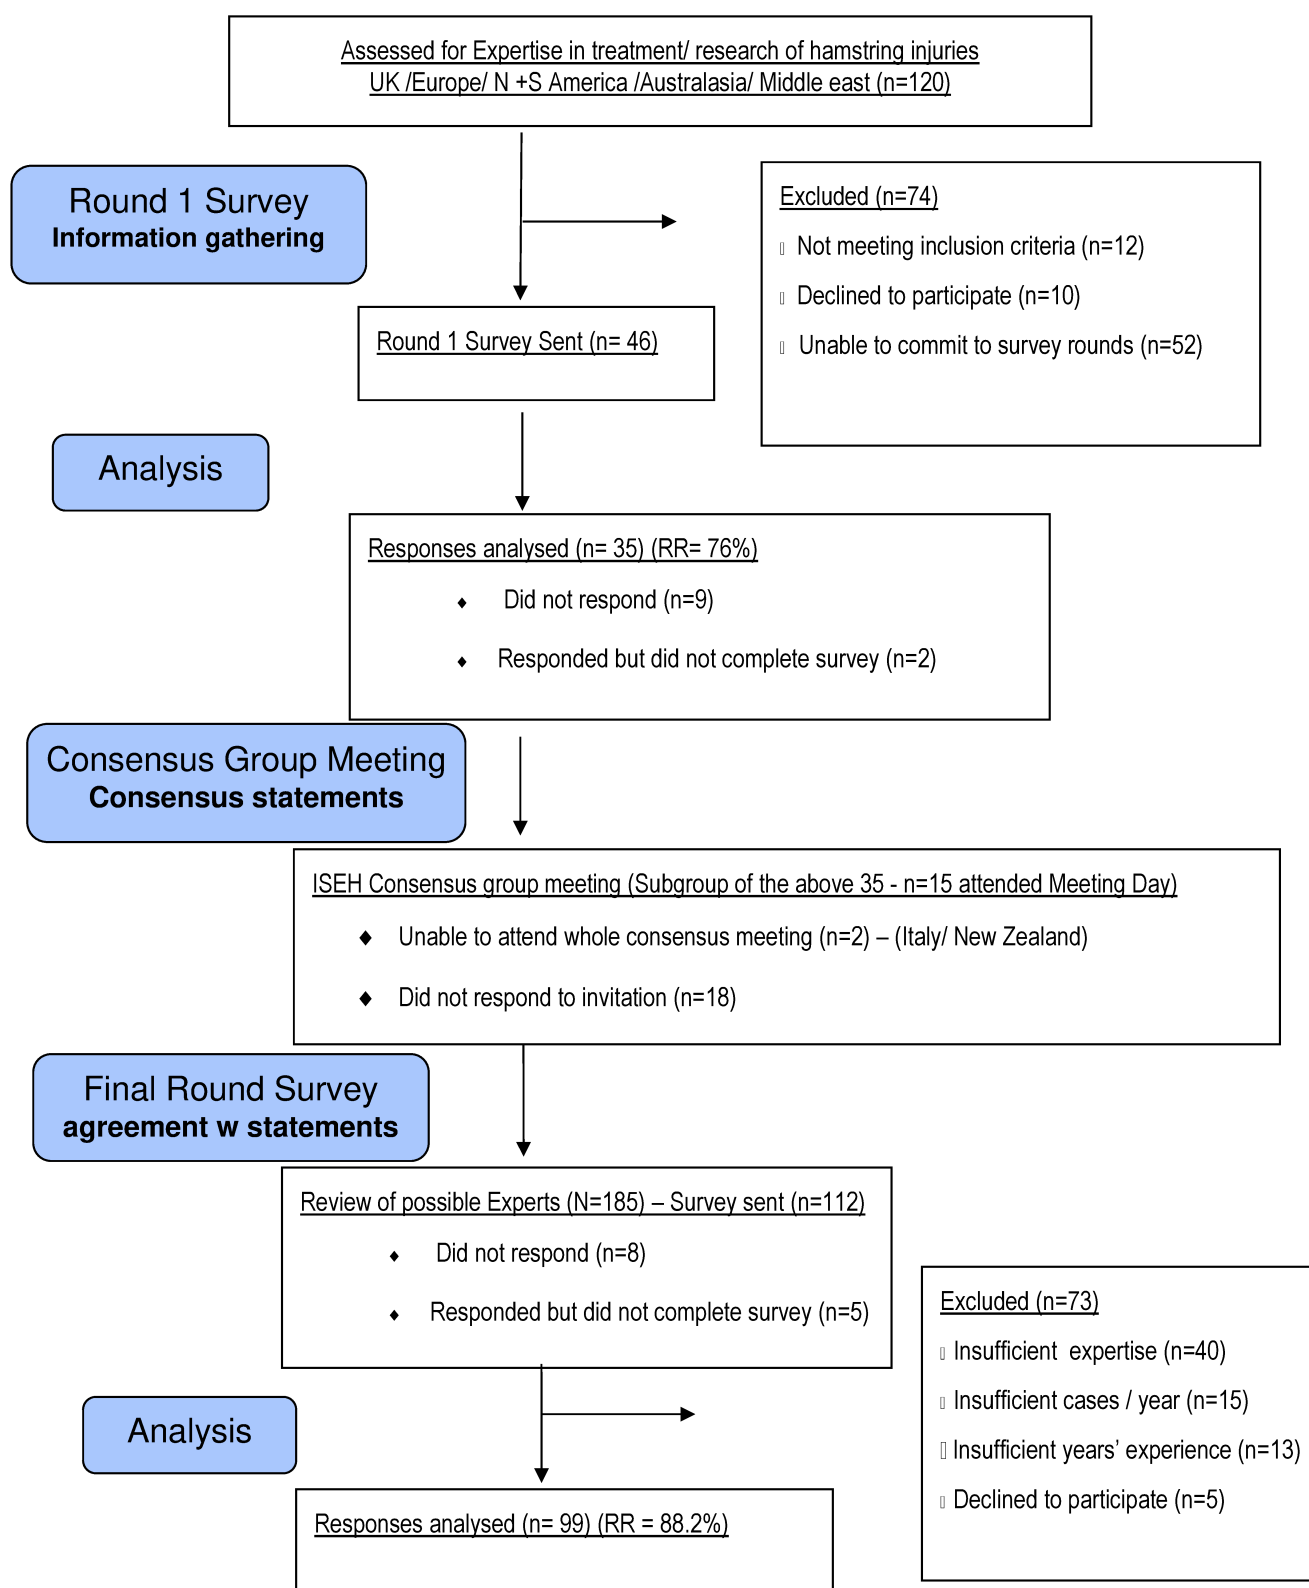 Assessed for Expertise in treatment/ research of hamstring injuries
UK /Europe/ N +S America /Australasia/ Middle east (n=120)
Round 1 Survey
Information gathering
Excluded (n=74)
Not meeting inclusion criteria (n=12)
Declined to participate (n=10)
Unable to commit to survey rounds (n=52)
Round 1 Survey Sent (n= 46)
Analysis
Responses analysed (n= 35) (RR= 76%)
♦ Did not respond (n=9)
♦ Responded but did not complete survey (n=2)
Consensus Group Meeting
Consensus statements
ISEH Consensus group meeting (Subgroup of the above 35 - n=15 attended Meeting Day)
♦ Unable to attend whole consensus meeting (n=2) – (Italy/ New Zealand)
♦ Did not respond to invitation (n=18)
Final Round Survey
agreement w statements
Review of possible Experts (N=185) – Survey sent (n=112)
♦ Did not respond (n=8)
♦ Responded but did not complete survey (n=5)
Excluded (n=73)
Insufficient expertise (n=40)
Insufficient cases / year (n=15)
Insufficient years’ experience (n=13)
Declined to participate (n=5)
Analysis
Responses analysed (n= 99) (RR = 88.2%)